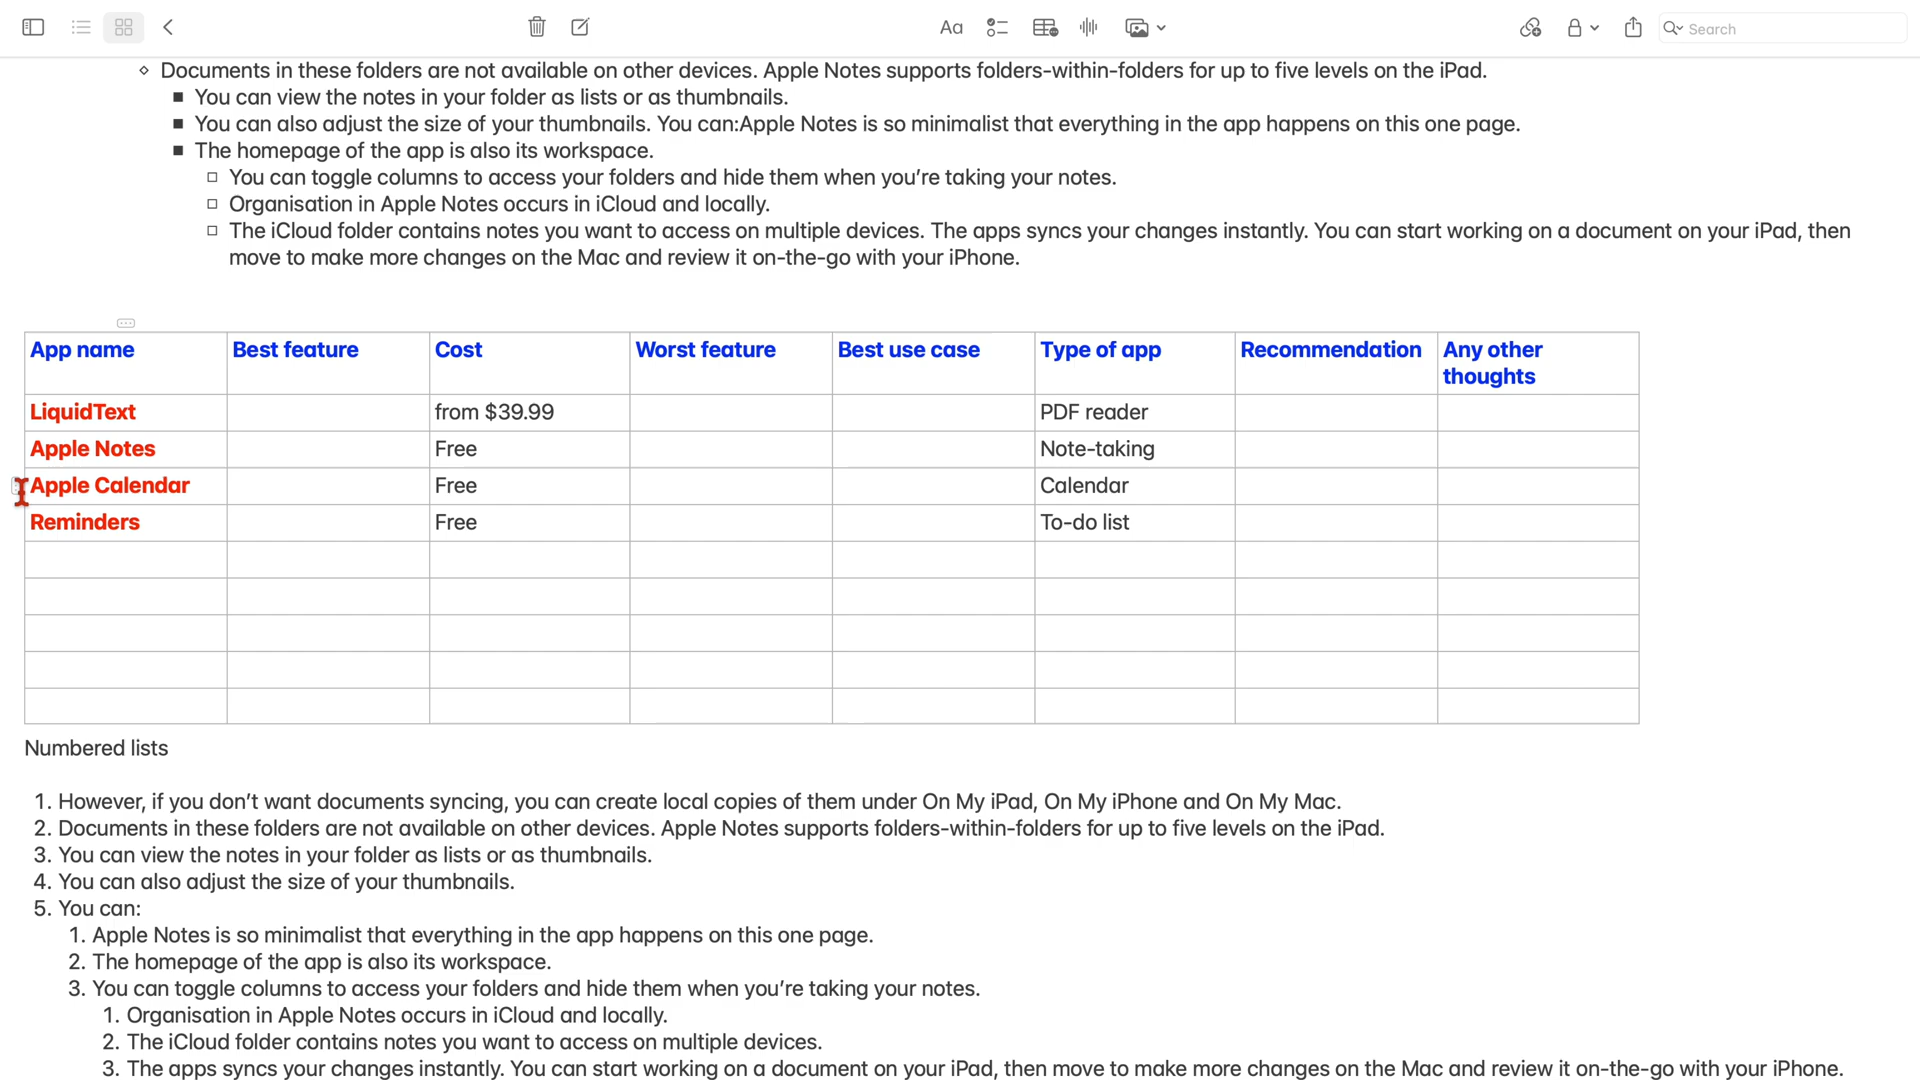 Aa
Search
Documents in these folders are not available on other devices. Apple Notes supports folders-within-folders for up to five levels on the iPad.
You can view the notes in your folder as lists or as thumbnails.
You can also adjust the size of your thumbnails. You can:Apple Notes is so minimalist that everything in the app happens on this one page.
The homepage of the app is also its workspace.
You can toggle columns to access your folders and hide them when you're taking your notes.
Organisation in Apple Notes occurs in iCloud and locally.
The iCloud folder contains notes you want to access on multiple devices. The apps syncs your changes instantly. You can start working on a document on your iPad, then
move to make more changes on the Mac and review it on-the-go with your iPhone.
App name Best feature Cost Worst feature Best use case Type of app Recommendation Any other
thoughts
LiquidText from $39.99 PDF reader
Apple Notes Free Note-taking
Apple Calendar Free Calendar
Reminders Free To-do list
Numbered lists
1. However, if you don't want documents syncing, you can create local copies of them under On My iPad, On My iPhone and On My Mac.
2. Documents in these folders are not available on other devices. Apple Notes supports folders-within-folders for up to five levels on the iPad.
3. You can view the notes in your folder as lists or as thumbnails.
4. You can also adjust the size of your thumbnails.
5. You can:
1. Apple Notes is so minimalist that everything in the app happens on this one page.
2. The homepage of the app is also its workspace.
3. You can toggle columns to access your folders and hide them when you're taking your notes.
1. Organisation in Apple Notes occurs in iCloud and locally.
2. The iCloud folder contains notes you want to access on multiple devices.
3. The apps syncs your changes instantly. You can start working on a document on your iPad, then move to make more changes on the Mac and review it on-the-go with your iPhone.